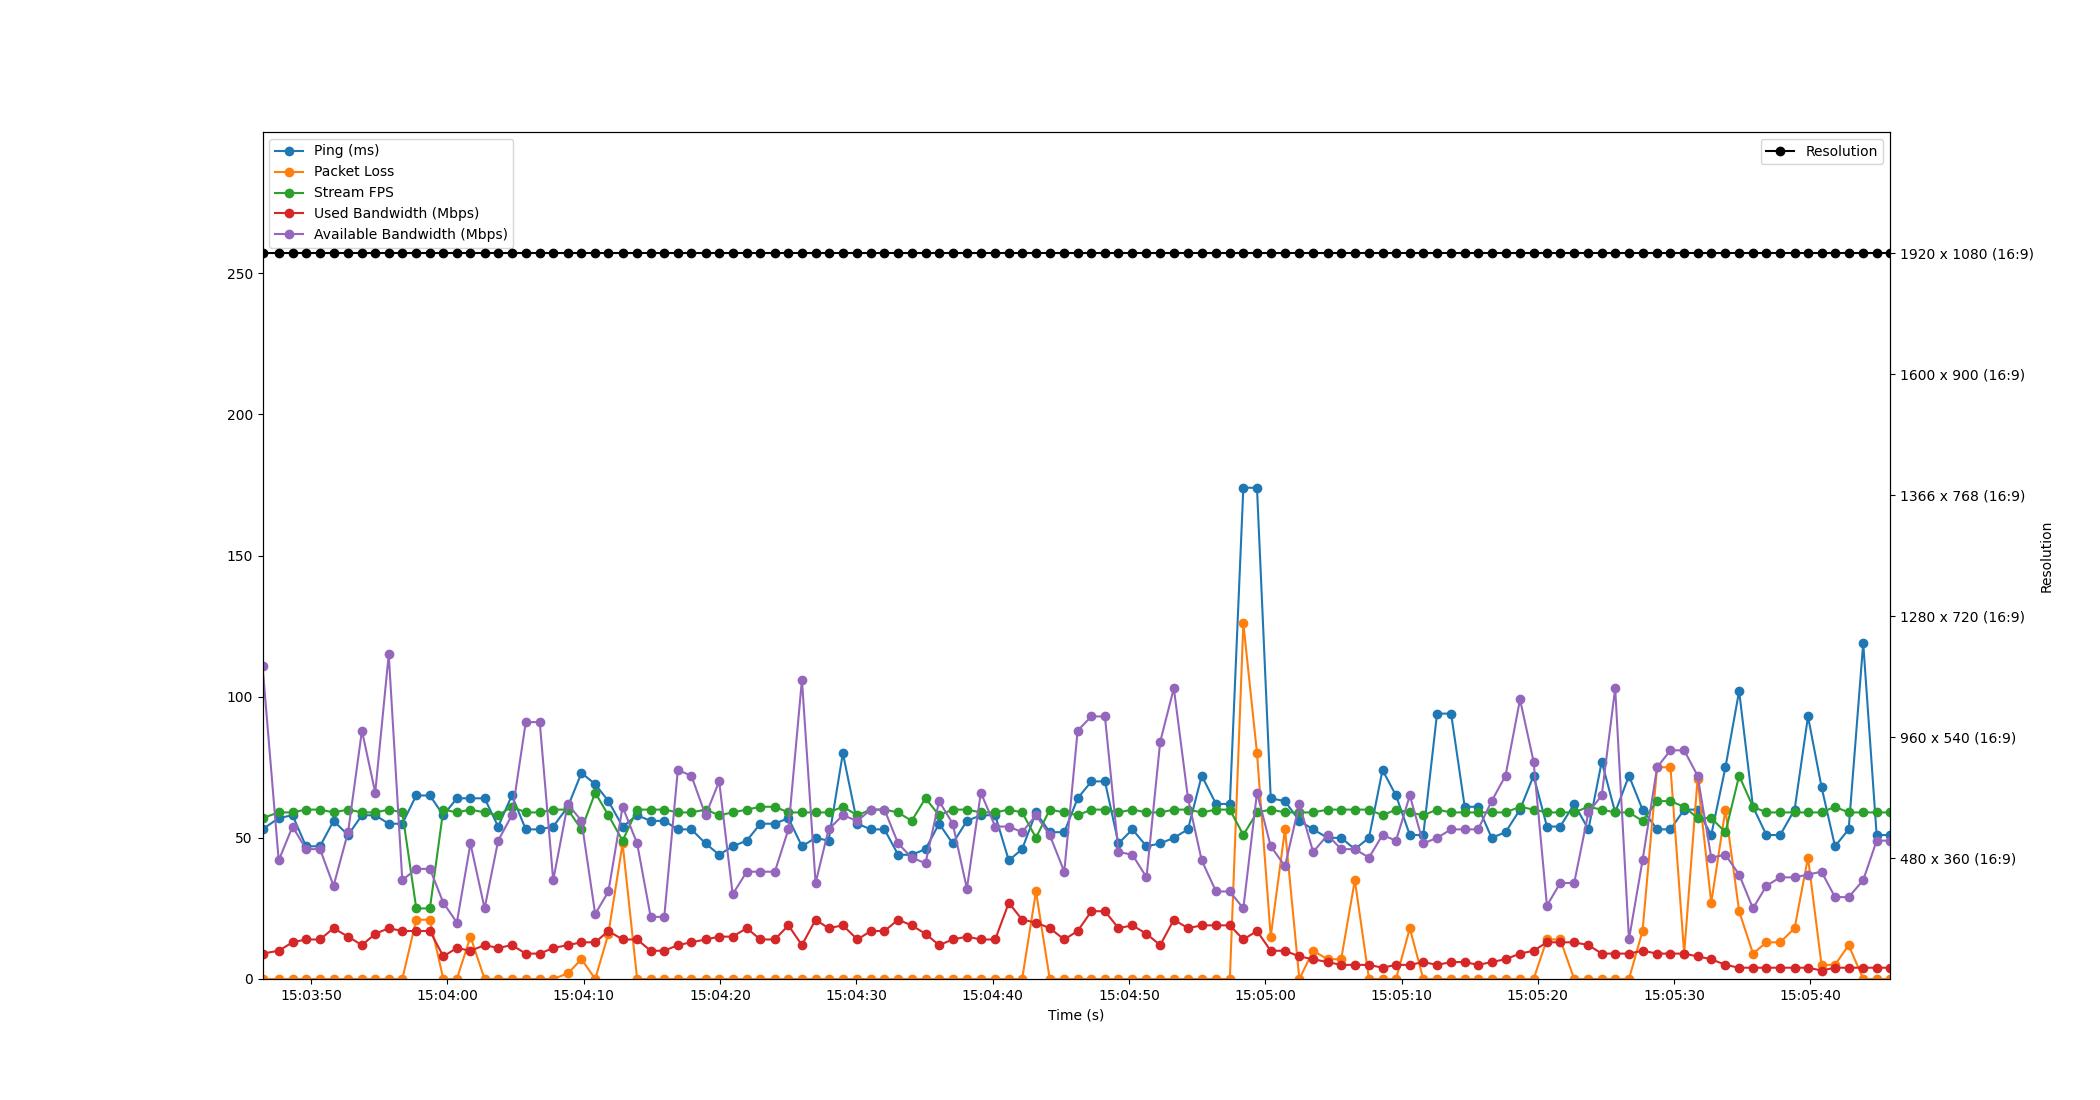 Ping (ms)
Packet Loss
Stream FPS
Used Bandwidth (Mbps)
Available Bandwidth (Mbps)
Resolution
250
200
150
100
50
0
1920 x 1080 (16:9)
1600 x 900 (16:9)
1366 x 768 (16:9)
1280 x 720 (16:9)
960 x 540 (16:9)
480 x 360 (16:9)
Resolution
15:03:50
15:04:00
15:04:10
15:04:20
15:04:30
15:04:40
15:04:50
15:05:00
15:05:10
15:05:20
15:05:30
15:05:40
Time (s)